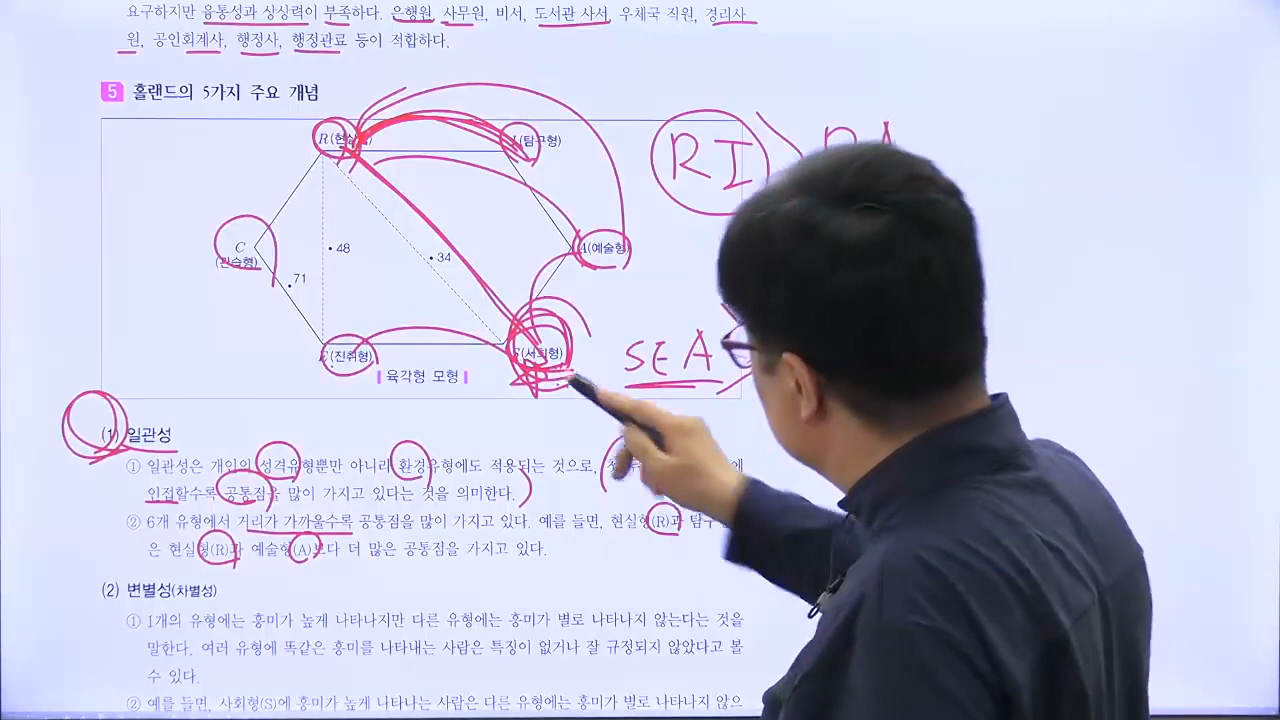 요구하지만 융통성과 상상력이 부족하다. 은행원, 사무원, 비서, 도서관 사서, 우체국 직원, 경리사
원, 공인회계사, 행정사, 행정관료 등이 적합하다.
5 홀랜드의 5가지 주요 개념
R(현실형)
(탐구형)
RI
C
(관습형)
A(예술형)
48
34
71
(진취형)
(사회형)
SEA
육각형 모형
(1) 일관성
① 일관성은 개인의 성격유형뿐만 아니라 환경유형에도 적용되는 것으로,
인접할수록 공통점을 많이 가지고 있다는 것을 의미한다.
② 6개 유형에서 거리가 가까울수록 공통점을 많이 가지고 있다. 예를 들면, 현실형(R)과 탐구
은 현실형(R)과 예술형(A)보다 더 많은 공통점을 가지고 있다.
(2) 변별성(차별성)
① 1개의 유형에는 흥미가 높게 나타나지만 다른 유형에는 흥미가 별로 나타나지 않는다는 것을
말한다. 여러 유형에 똑같은 흥미를 나타내는 사람은 특징이 없거나 잘 규정되지 않았다고 볼
수 있다.
② 예를 들면, 사회형(S)에 흥미가 높게 나타나는 사람은 다른 유형에는 흥미가 별로 나타나지 않으